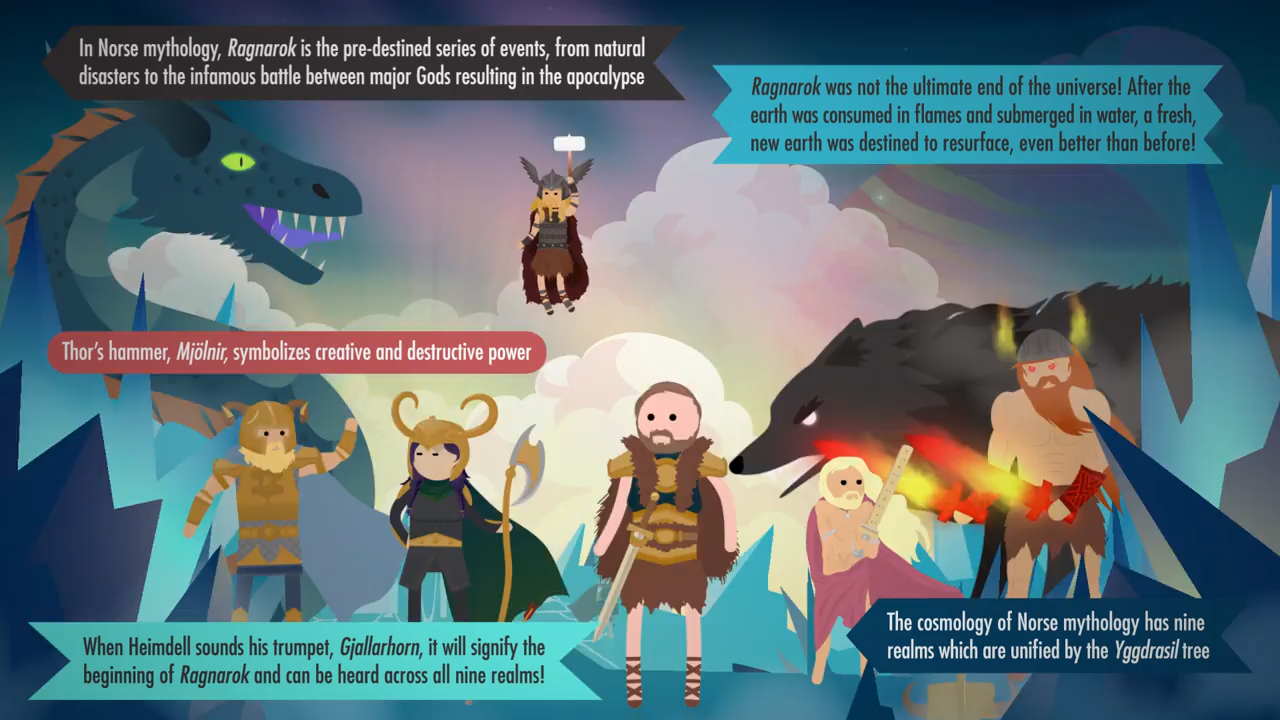 In Norse mythology, Ragnarok is the pre-destined series of events, from natural
disasters to the infamous battle between major Gods resulting in the apocalypse
Ragnarok was not the ultimate end of the universe! After the
earth was consumed in flames and submerged in water, a fresh,
new earth was destined to resurface, even better than before!
Thor's hammer, Mjölnir, symbolizes creative and destructive power
When Heimdell sounds his trumpet, Gjallarhorn, it will signify the
beginning of Ragnarok and can be heard across all nine realms!
The cosmology of Norse mythology has nine
realms which are unified by the Yggdrasil tree